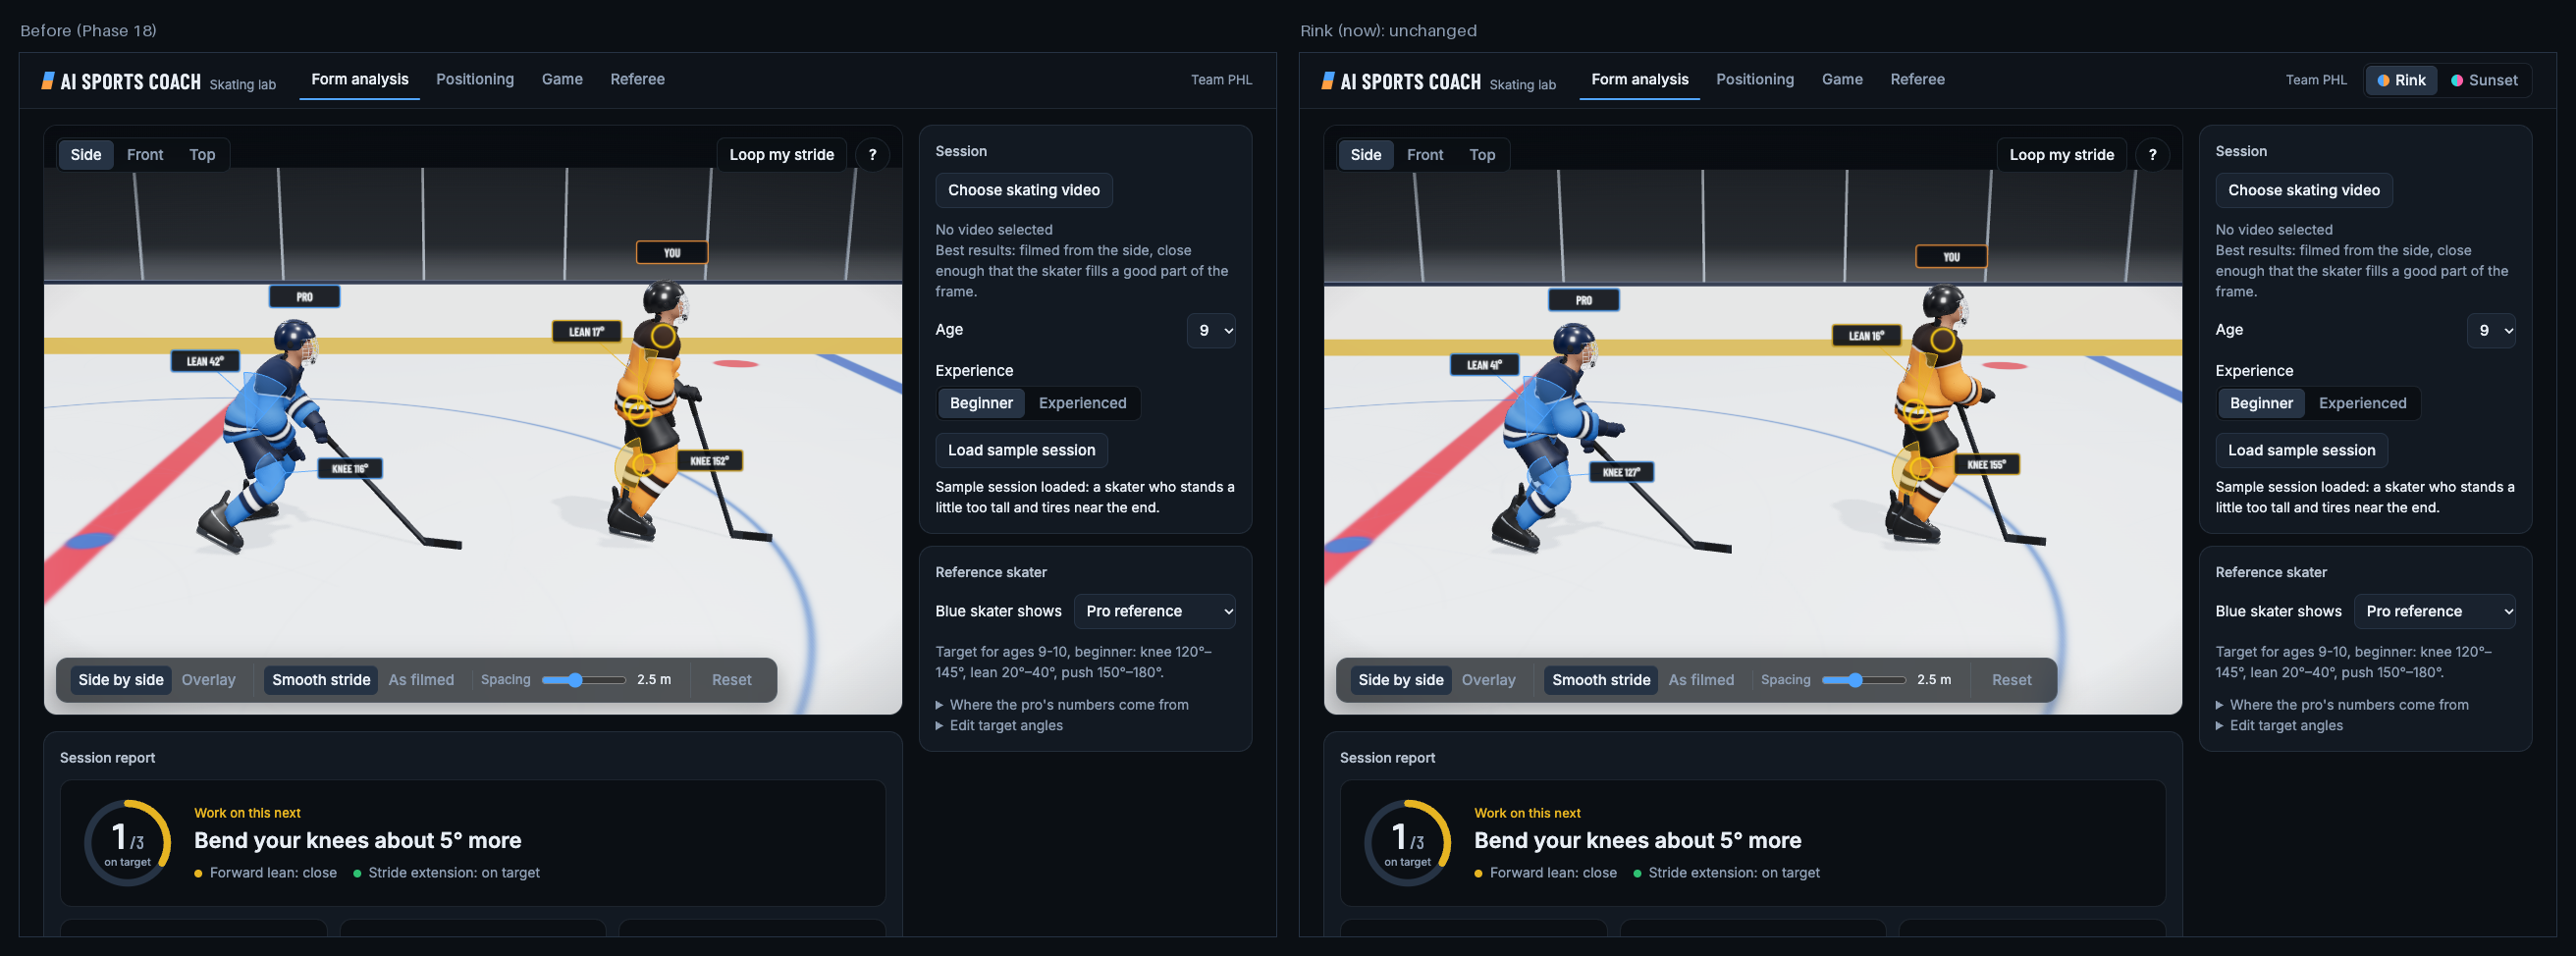 Before (Phase 18)
AI SPORTS COACH Skating lab Form analysis Positioning Game Referee Team PHL
Side Front Top Loop my stride ?
YOU
PRO
LEAN 17°
LEAN 42°
KNEE 152°
KNEE 116°
Side by side Overlay Smooth stride As filmed Spacing 2.5 m Reset
Session
Choose skating video
No video selected
Best results: filmed from the side, close
enough that the skater fills a good part of the
frame.
Age 9
Experience
Beginner Experienced
Load sample session
Sample session loaded: a skater who stands a
little too tall and tires near the end.
Reference skater
Blue skater shows Pro reference
Target for ages 9-10, beginner: knee 120°–
145°, lean 20°–40°, push 150°–180°.
Where the pro's numbers come from
Edit target angles
Session report
1/3
on target
Work on this next
Bend your knees about 5° more
Forward lean: close Stride extension: on target
Rink (now): unchanged
AI SPORTS COACH Skating lab Form analysis Positioning Game Referee Team PHL Rink Sunset
Side Front Top Loop my stride ?
YOU
PRO
LEAN 16°
LEAN 41°
KNEE 155°
KNEE 127°
Side by side Overlay Smooth stride As filmed Spacing 2.5 m Reset
Session
Choose skating video
No video selected
Best results: filmed from the side, close
enough that the skater fills a good part of the
frame.
Age 9
Experience
Beginner Experienced
Load sample session
Sample session loaded: a skater who stands a
little too tall and tires near the end.
Reference skater
Blue skater shows Pro reference
Target for ages 9-10, beginner: knee 120°–
145°, lean 20°–40°, push 150°–180°.
Where the pro's numbers come from
Edit target angles
Session report
1/3
on target
Work on this next
Bend your knees about 5° more
Forward lean: close Stride extension: on target